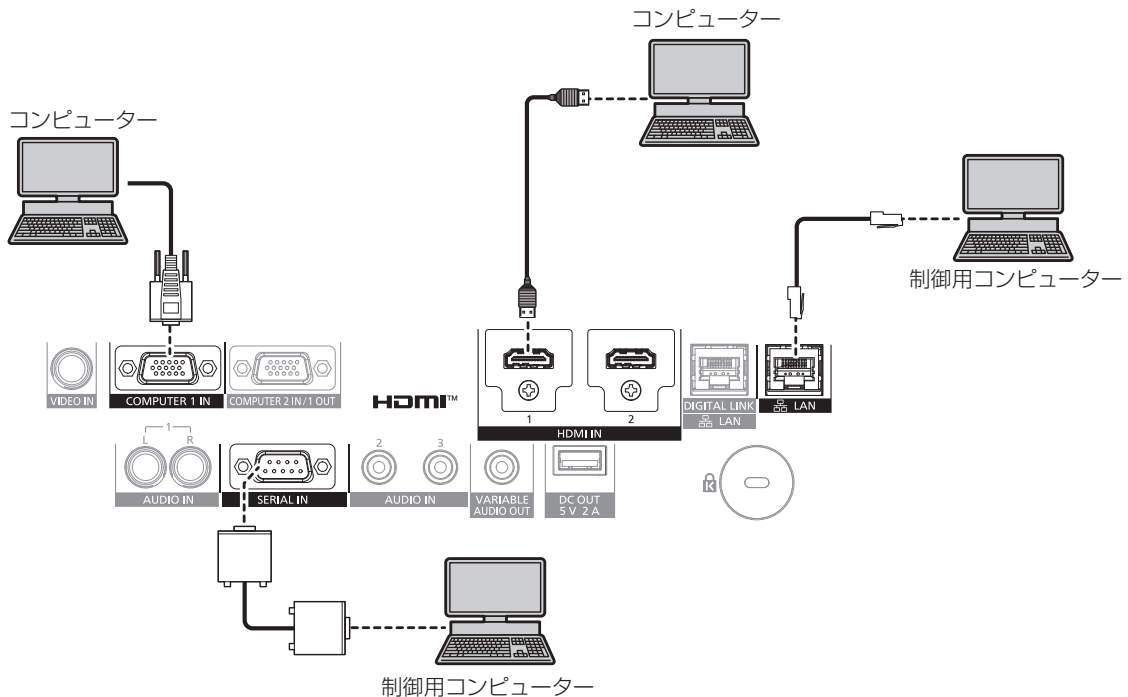 コンピューター
コンピューター
制御用コンピューター
VIDEO IN
COMPUTER 1 IN
COMPUTER 2 IN/1 OUT
HDMI™
1
2
HDMI IN
DIGITAL LINK
LAN
LAN
1
L
R
AUDIO IN
SERIAL IN
2
3
AUDIO IN
VARIABLE
AUDIO OUT
DC OUT
5 V 2 A
K
制御用コンピューター